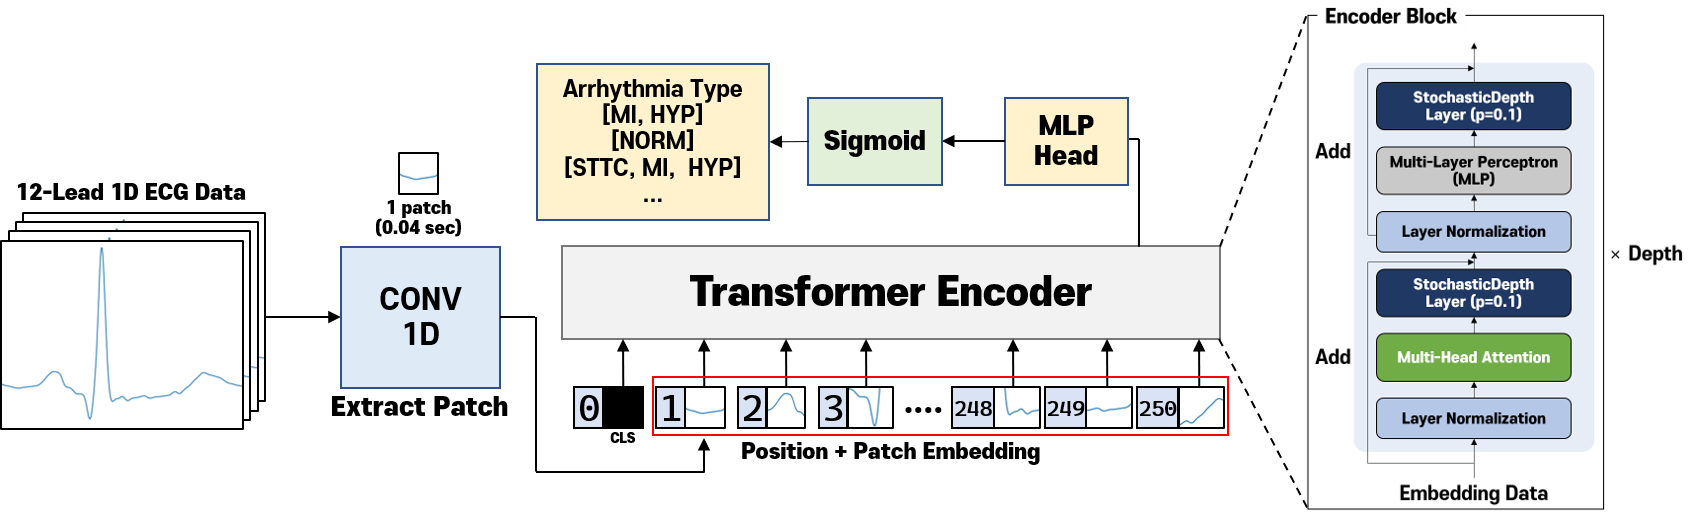 12-Lead 1D ECG Data
1 patch
(0.04 sec)
CONV
1D
Extract Patch
Arrhythmia Type
[MI, HYP]
[NORM]
[STTC, MI, HYP]
...
Sigmoid
MLP
Head
Transformer Encoder
0
CLS
1
2
3
....
248
249
250
Position + Patch Embedding
Encoder Block
StochasticDepth
Layer (p=0.1)
Add
Multi-Layer Perceptron
(MLP)
Layer Normalization
× Depth
StochasticDepth
Layer (p=0.1)
Add
Multi-Head Attention
Layer Normalization
Embedding Data